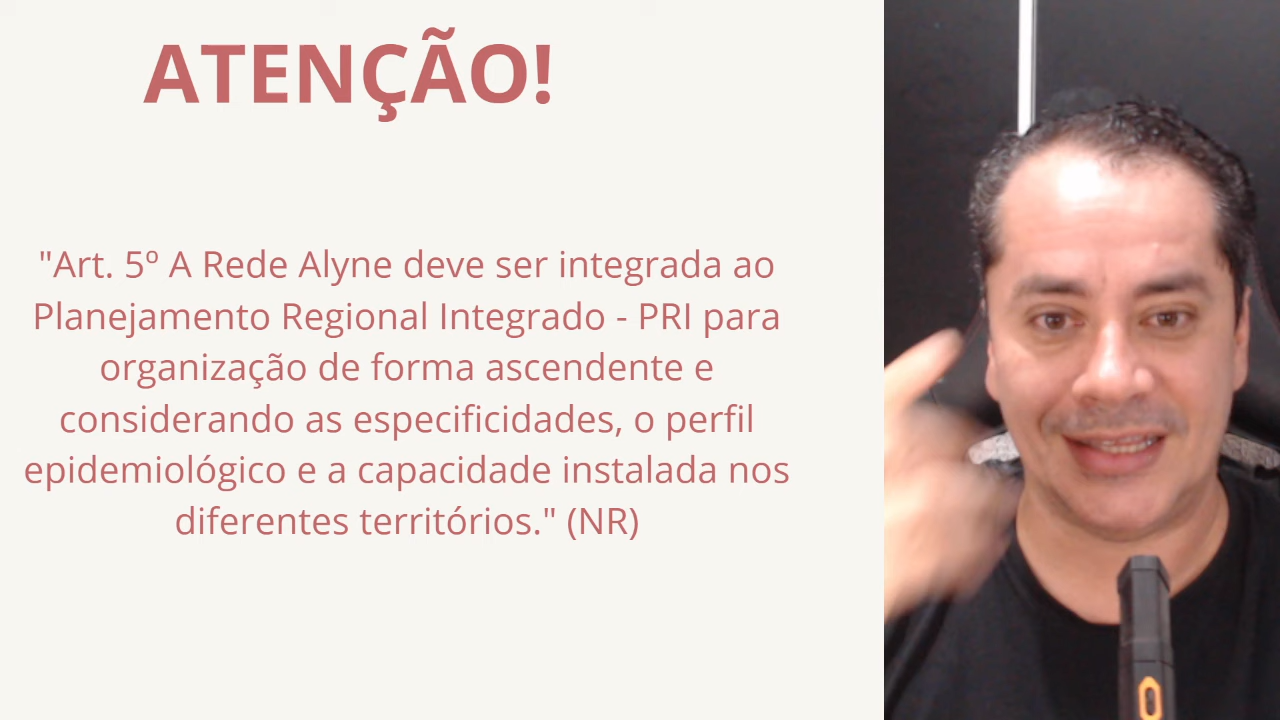 ATENÇÃO!
"Art. 5º A Rede Alyne deve ser integrada ao
Planejamento Regional Integrado - PRI para
organização de forma ascendente e
considerando as especificidades, o perfil
epidemiológico e a capacidade instalada nos
diferentes territórios." (NR)